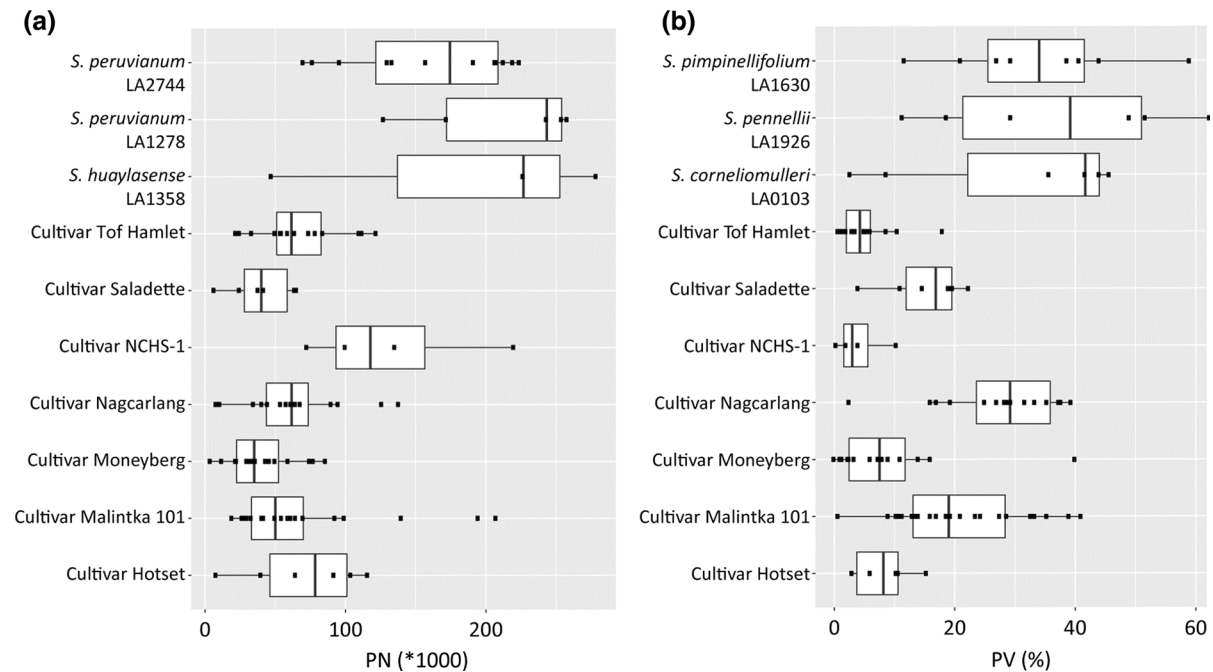 (a)
S. peruvianum
LA2744
S. peruvianum
LA1278
S. huaylasense
LA1358
Cultivar Tof Hamlet
Cultivar Saladette
Cultivar NCHS-1
Cultivar Nagcarlang
Cultivar Moneyberg
Cultivar Malintka 101
Cultivar Hotset
0 100 200
PN (*1000)
(b)
S. pimpinellifolium
LA1630
S. pennellii
LA1926
S. corneliomulleri
LA0103
Cultivar Tof Hamlet
Cultivar Saladette
Cultivar NCHS-1
Cultivar Nagcarlang
Cultivar Moneyberg
Cultivar Malintka 101
Cultivar Hotset
0 20 40 60
PV (%)